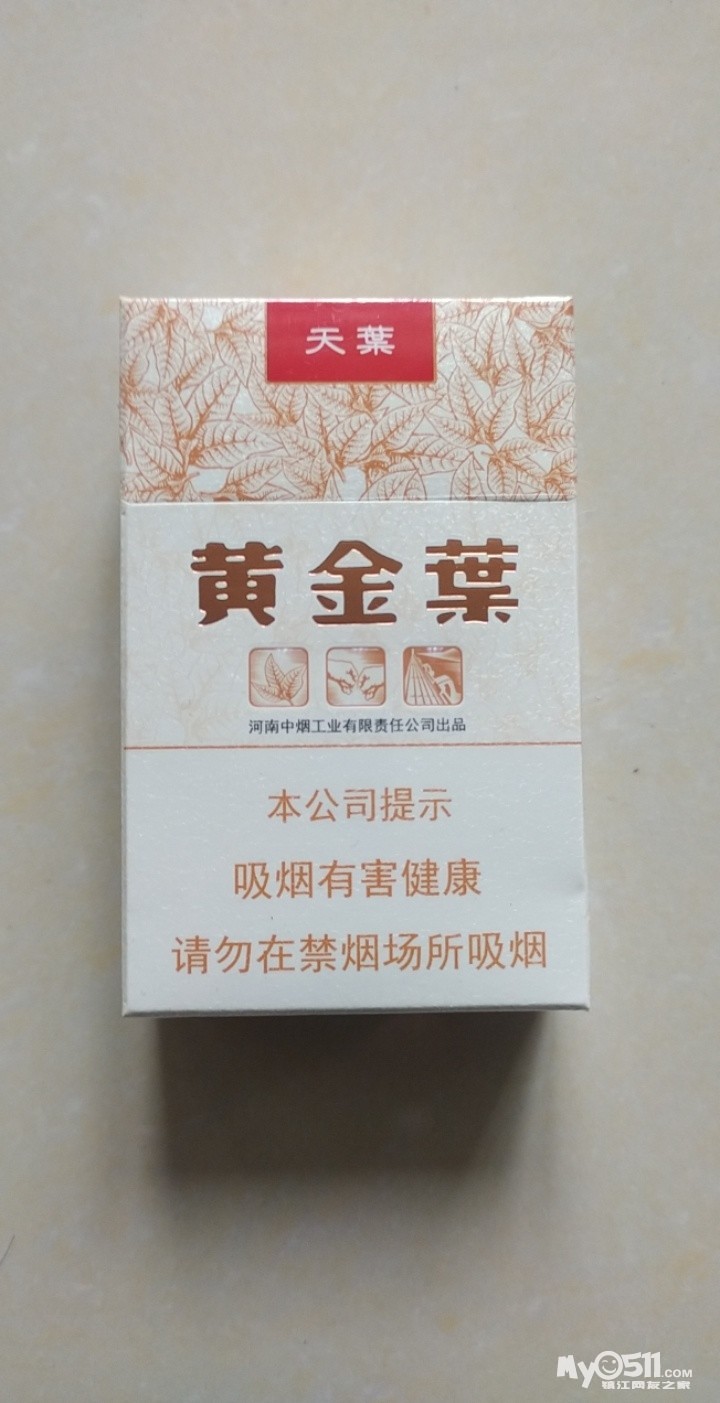 天葉
黄金葉
河南中烟工业有限责任公司出品
本公司提示
吸烟有害健康
请勿在禁烟场所吸烟
My0511.COM
镇江网友之家